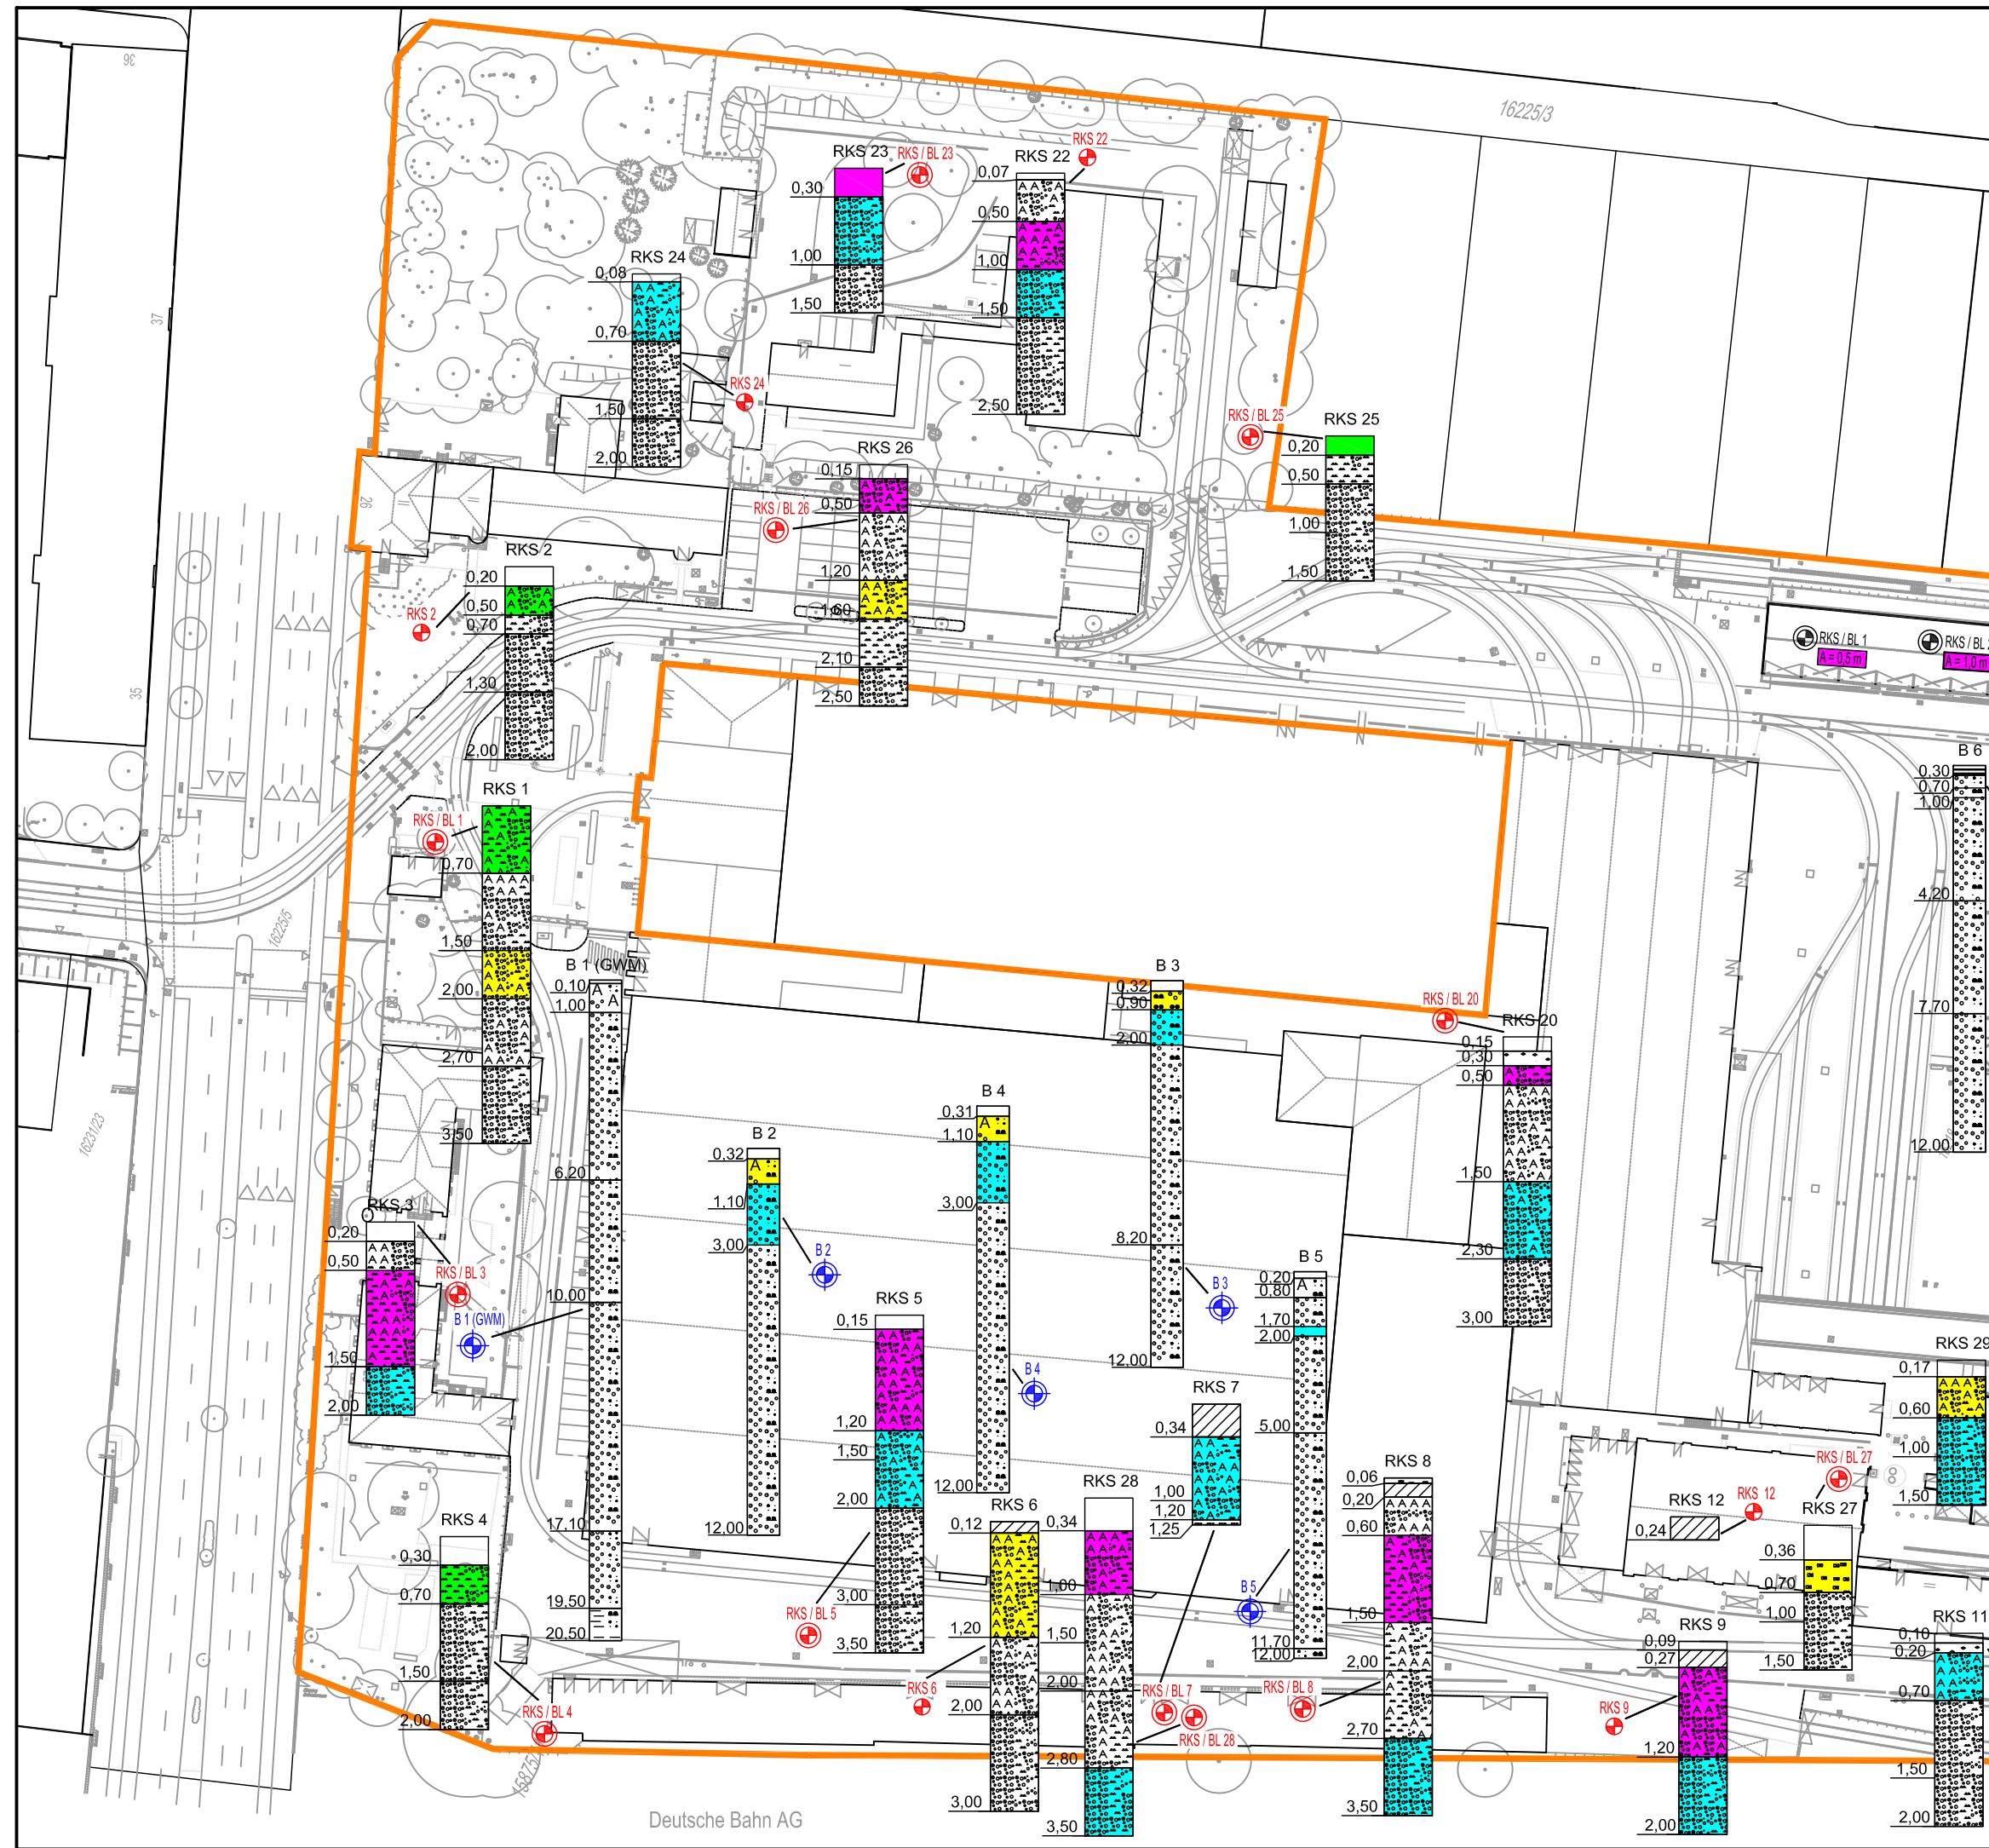 36
16225/3
37
35
26
16225/5
16231/23
Deutsche Bahn AG
RKS 23
RKS / BL 23
0,30
1,00
1,50
RKS 22
RKS 22
0,07
0,50
1,00
1,50
2,50
RKS 24
0,08
0,70
1,50
2,00
RKS 24
RKS / BL 25
RKS 25
0,20
0,50
1,00
1,50
RKS 26
0,15
0,50
1,20
1,60
2,10
2,50
RKS / BL 26
RKS 2
0,20
0,50
0,70
1,30
2,00
RKS 2
RKS / BL 1
A = 0,5 m
RKS / BL
A = 1,0 m
B 6
0,30
0,70
1,00
4,20
7,70
12,00
RKS 1
RKS / BL 1
0,70
1,50
2,00
2,70
3,50
B 1 (GWM)
0,10
1,00
6,20
10,00
17,10
19,50
20,50
B 1 (GWM)
B 3
0,32
0,90
2,00
8,20
12,00
B 3
RKS / BL 20
RKS 20
0,15
0,30
0,50
1,50
2,30
3,00
B 4
0,31
1,10
3,00
12,00
B 4
B 2
0,32
1,10
3,00
12,00
B 2
RKS 3
0,20
0,50
1,50
2,00
RKS / BL 3
B 5
0,20
0,80
1,70
2,00
5,00
11,70
12,00
B 5
RKS 5
0,15
1,20
1,50
2,00
3,00
3,50
RKS / BL 5
RKS 7
0,34
1,00
1,20
1,25
RKS / BL 7
RKS 29
0,17
0,60
1,00
1,50
RKS 8
0,06
0,20
0,60
1,50
2,00
2,70
3,50
RKS / BL 8
RKS 28
0,34
1,00
1,50
2,00
2,80
3,50
RKS / BL 28
RKS 6
0,12
1,20
2,00
3,00
RKS 6
RKS 4
0,30
0,70
1,50
2,00
RKS / BL 4
RKS 12
0,24
RKS 12
RKS / BL 27
RKS 27
0,36
0,70
1,00
1,50
RKS 9
0,09
0,27
1,20
2,00
RKS 9
RKS 11
0,10
0,20
0,70
1,50
2,00